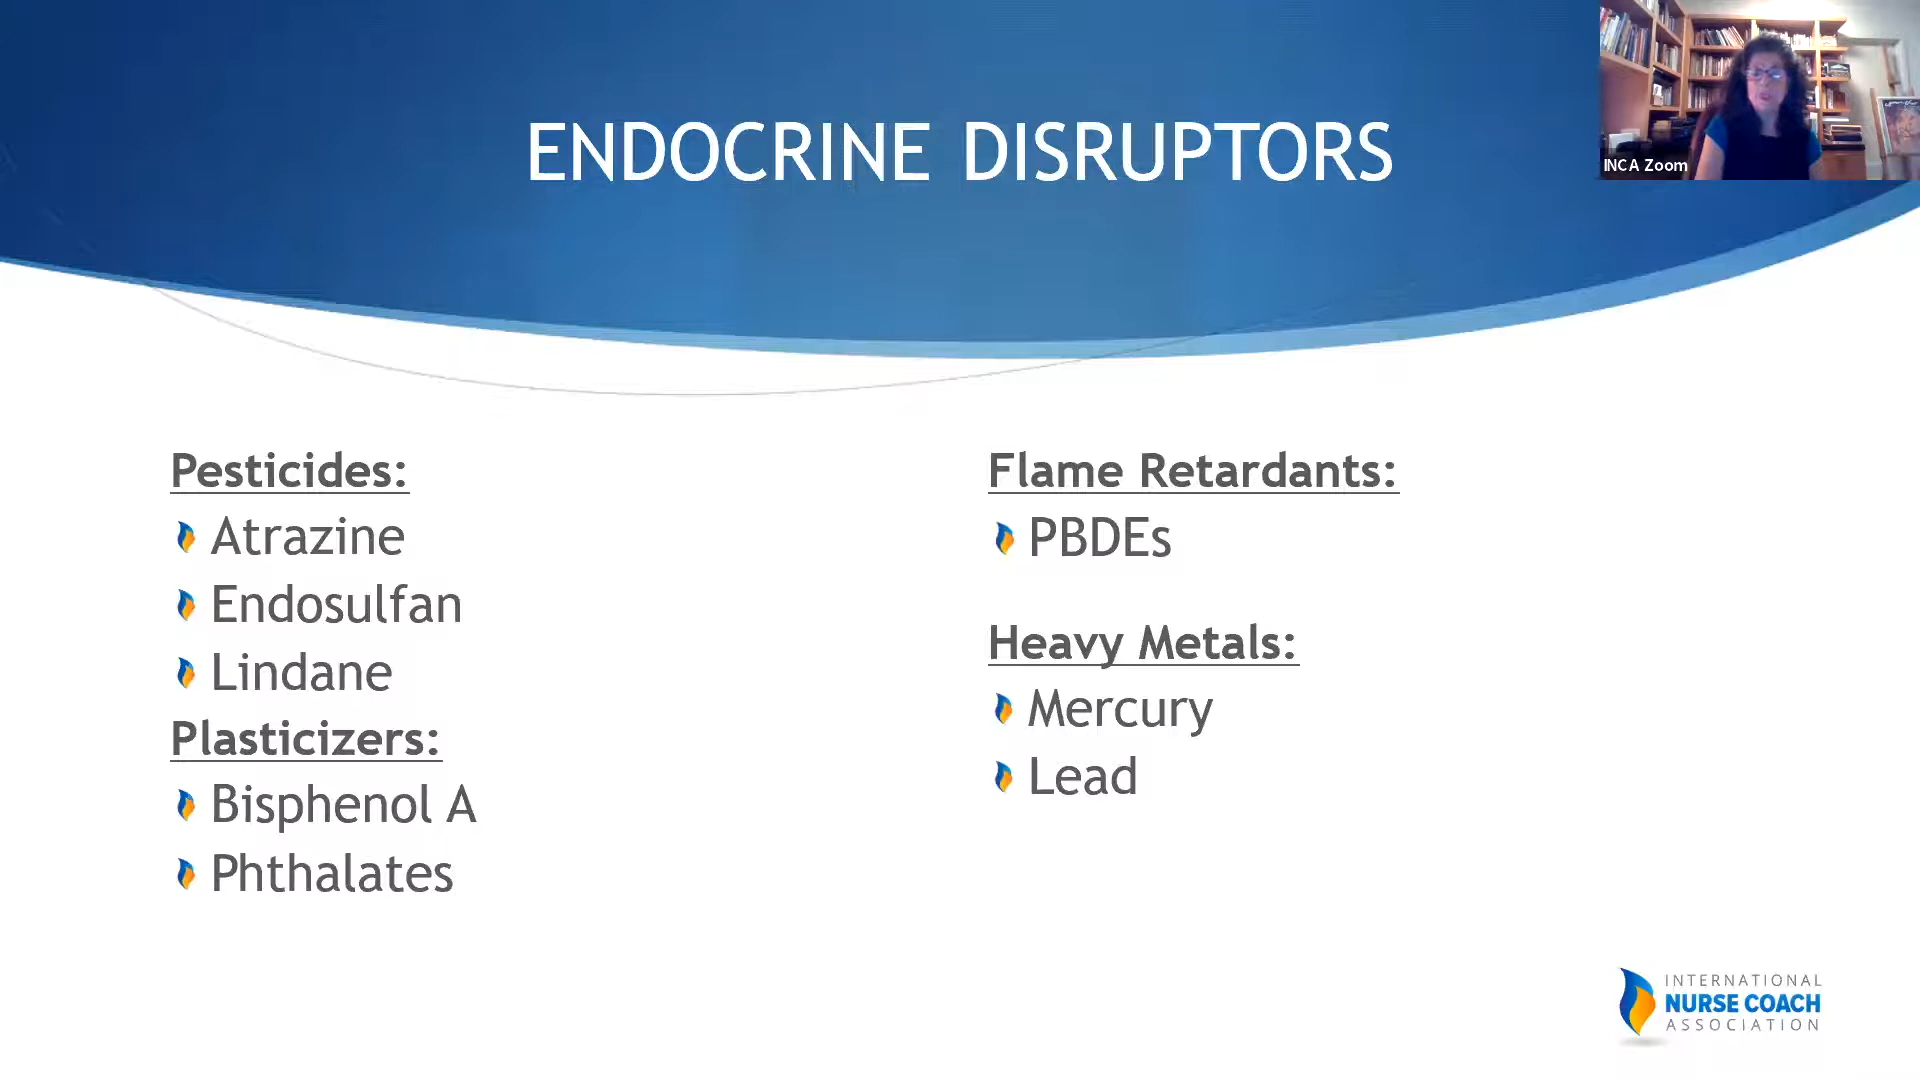 ENDOCRINE DISRUPTORS
INCA Zoom
Pesticides:
Atrazine
Endosulfan
Lindane
Plasticizers:
Bisphenol A
Phthalates
Flame Retardants:
PBDEs
Heavy Metals:
Mercury
Lead
INTERNATIONAL
NURSE COACH
ASSOCIATION